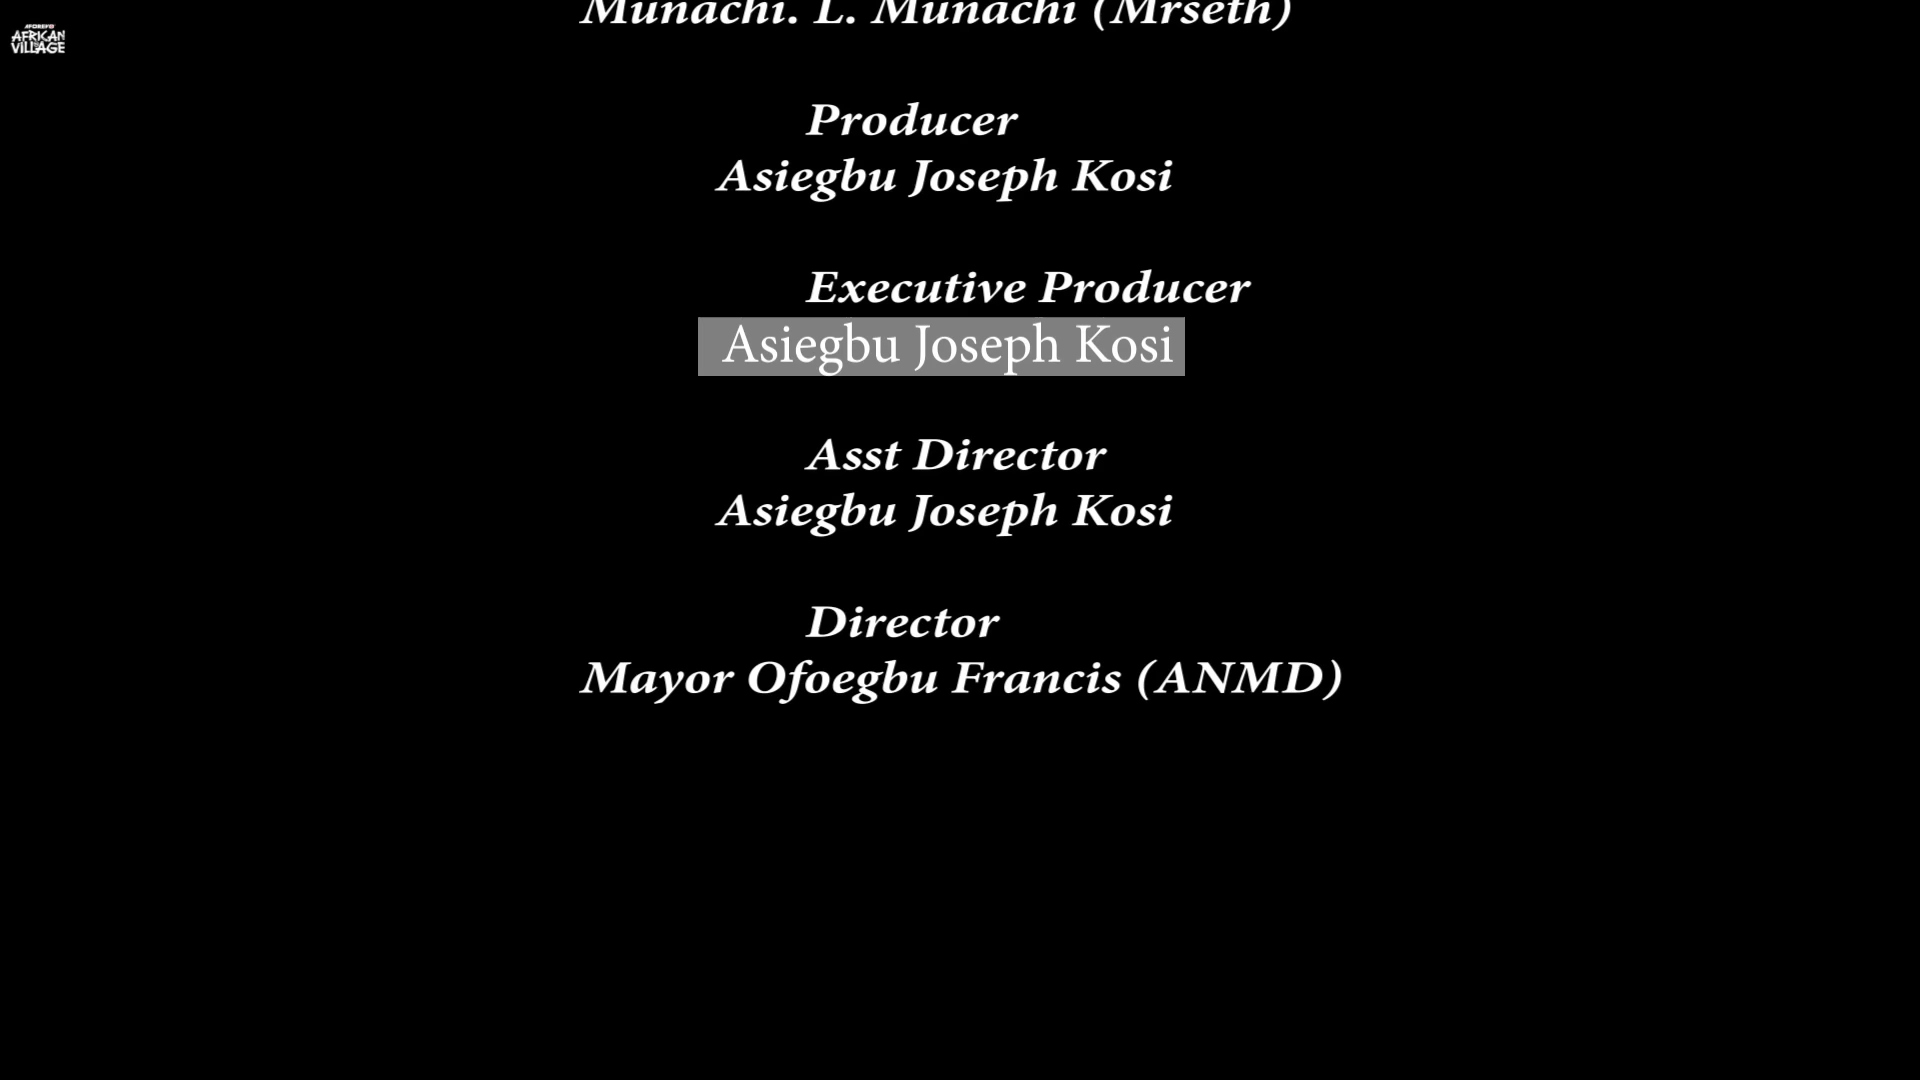 AFRICAN
VILLAGE
Munachi. L. Munachi (Mrseth)
Producer
Asiegbu Joseph Kosi
Executive Producer
Asiegbu Joseph Kosi
Asst Director
Asiegbu Joseph Kosi
Director
Mayor Ofoegbu Francis (ANMD)